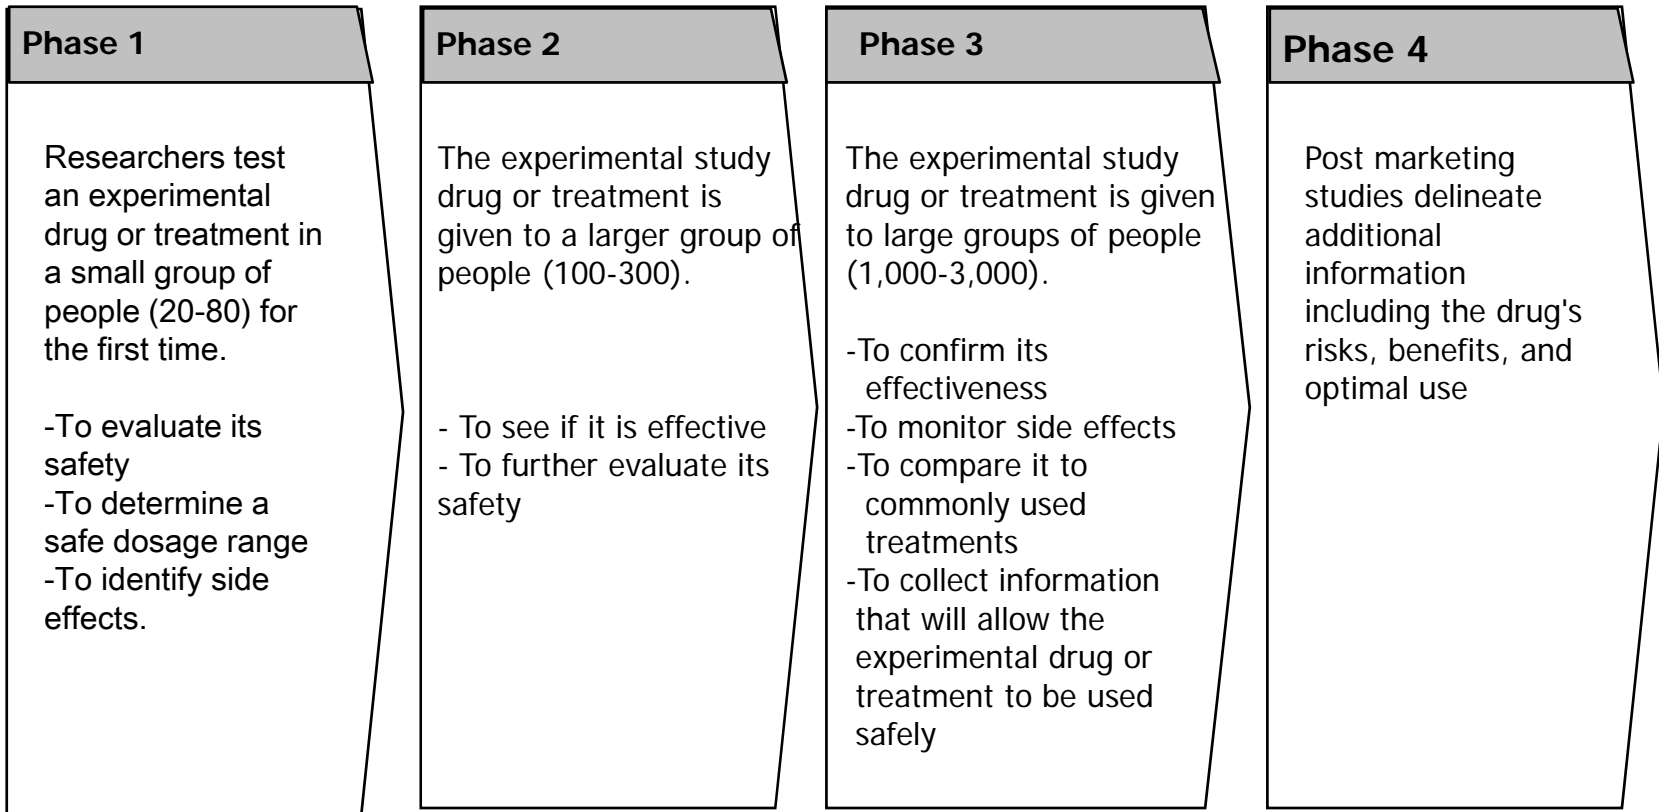 Phase 1
Researchers test
an experimental
drug or treatment in
a small group of
people (20-80) for
the first time.
-To evaluate its
safety
-To determine a
safe dosage range
-To identify side
effects.
Phase 2
The experimental study
drug or treatment is
given to a larger group of
people (100-300).
- To see if it is effective
- To further evaluate its
safety
Phase 3
The experimental study
drug or treatment is given
to large groups of people
(1,000-3,000).
-To confirm its
effectiveness
-To monitor side effects
-To compare it to
commonly used
treatments
-To collect information
that will allow the
experimental drug or
treatment to be used
safely
Phase 4
Post marketing
studies delineate
additional
information
including the drug's
risks, benefits, and
optimal use